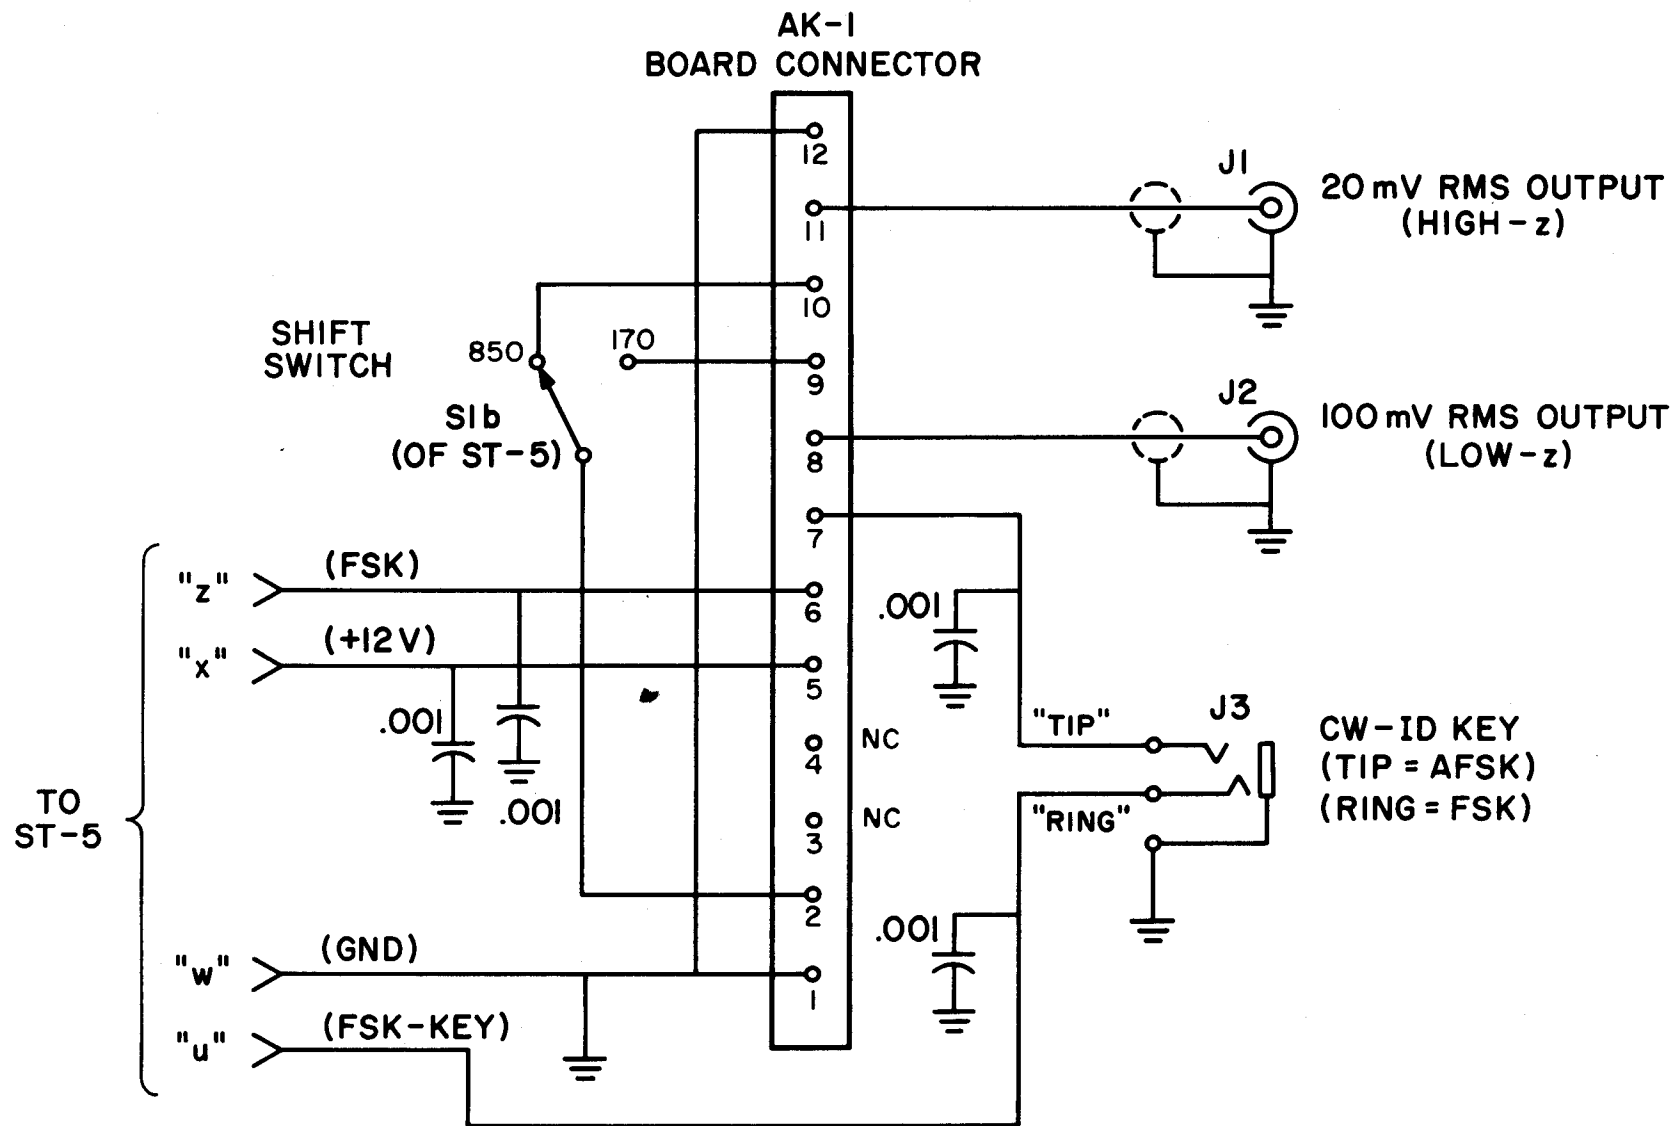 AK-1
BOARD CONNECTOR
12
J1
20 mV RMS OUTPUT
(HIGH-z)
11
10
SHIFT
SWITCH
850
170
9
J2
100 mV RMS OUTPUT
(LOW-z)
S1b
(OF ST-5)
8
7
"z"
(FSK)
6
.001
"x"
(+12V)
5
.001
.001
4
NC
"TIP"
J3
CW-ID KEY
(TIP = AFSK)
(RING = FSK)
TO
ST-5
3
NC
"RING"
2
.001
"w"
(GND)
1
"u"
(FSK-KEY)